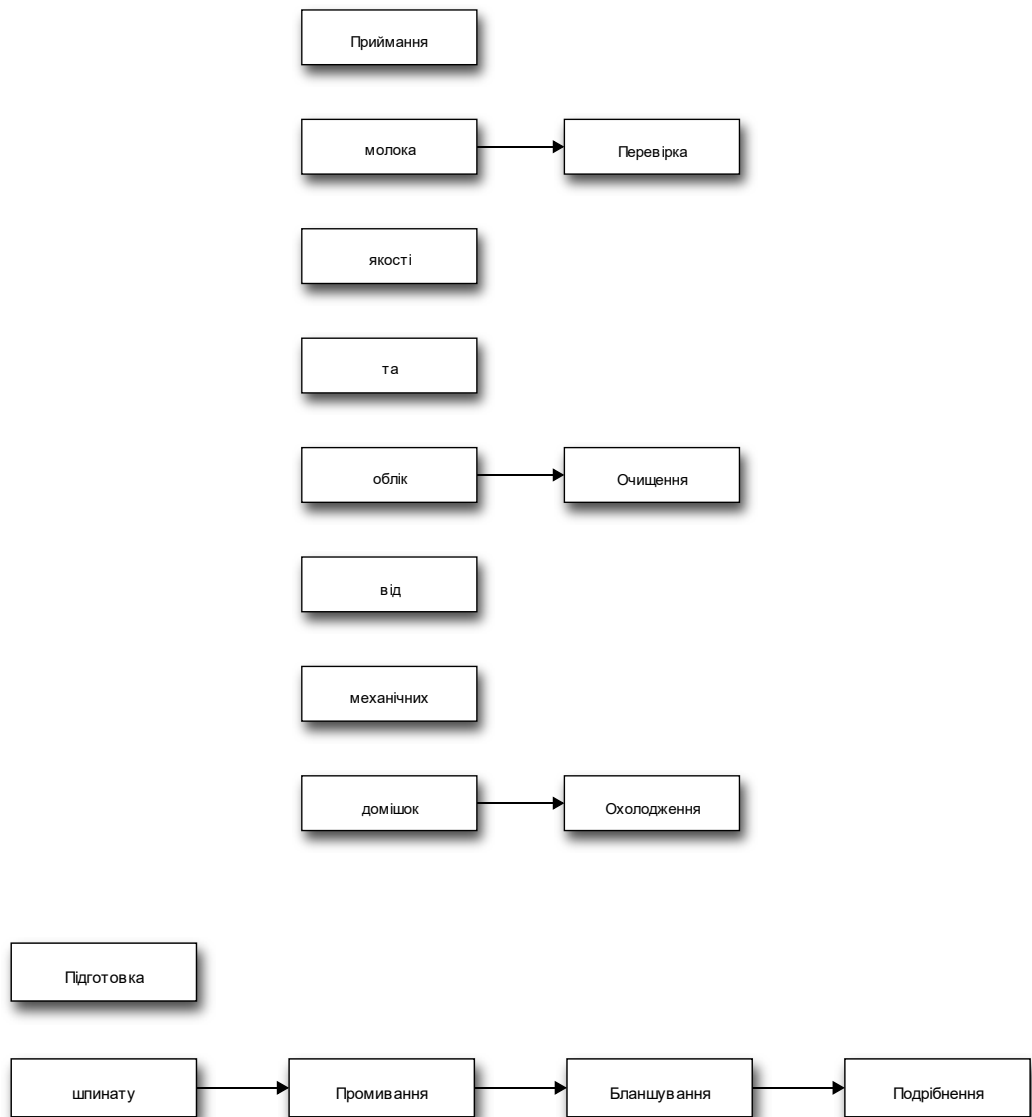 Приймання
молока Перевірка
якості
та
облік Очищення
від
механічних
домішок Охолодження
Підготовка
шпинату Промивання Бланшування Подрібнення